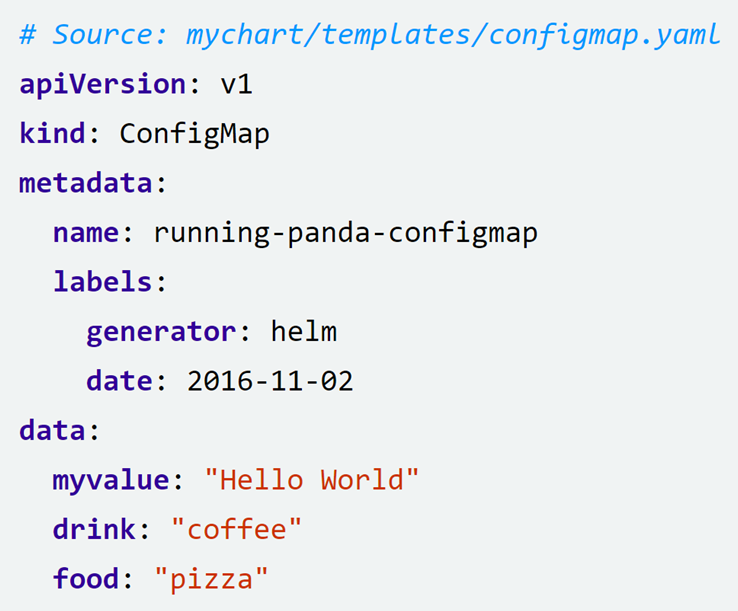 # Source: mychart/templates/configmap.yaml
apiVersion: v1
kind: ConfigMap
metadata:
  name: running-panda-configmap
  labels:
    generator: helm
    date: 2016-11-02
data:
  myvalue: "Hello World"
  drink: "coffee"
  food: "pizza"